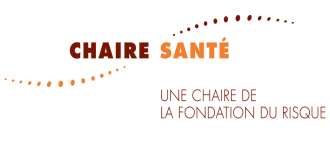 CHAIRE SANTÉ
UNE CHAIRE DE
LA FONDATION DU RISQUE